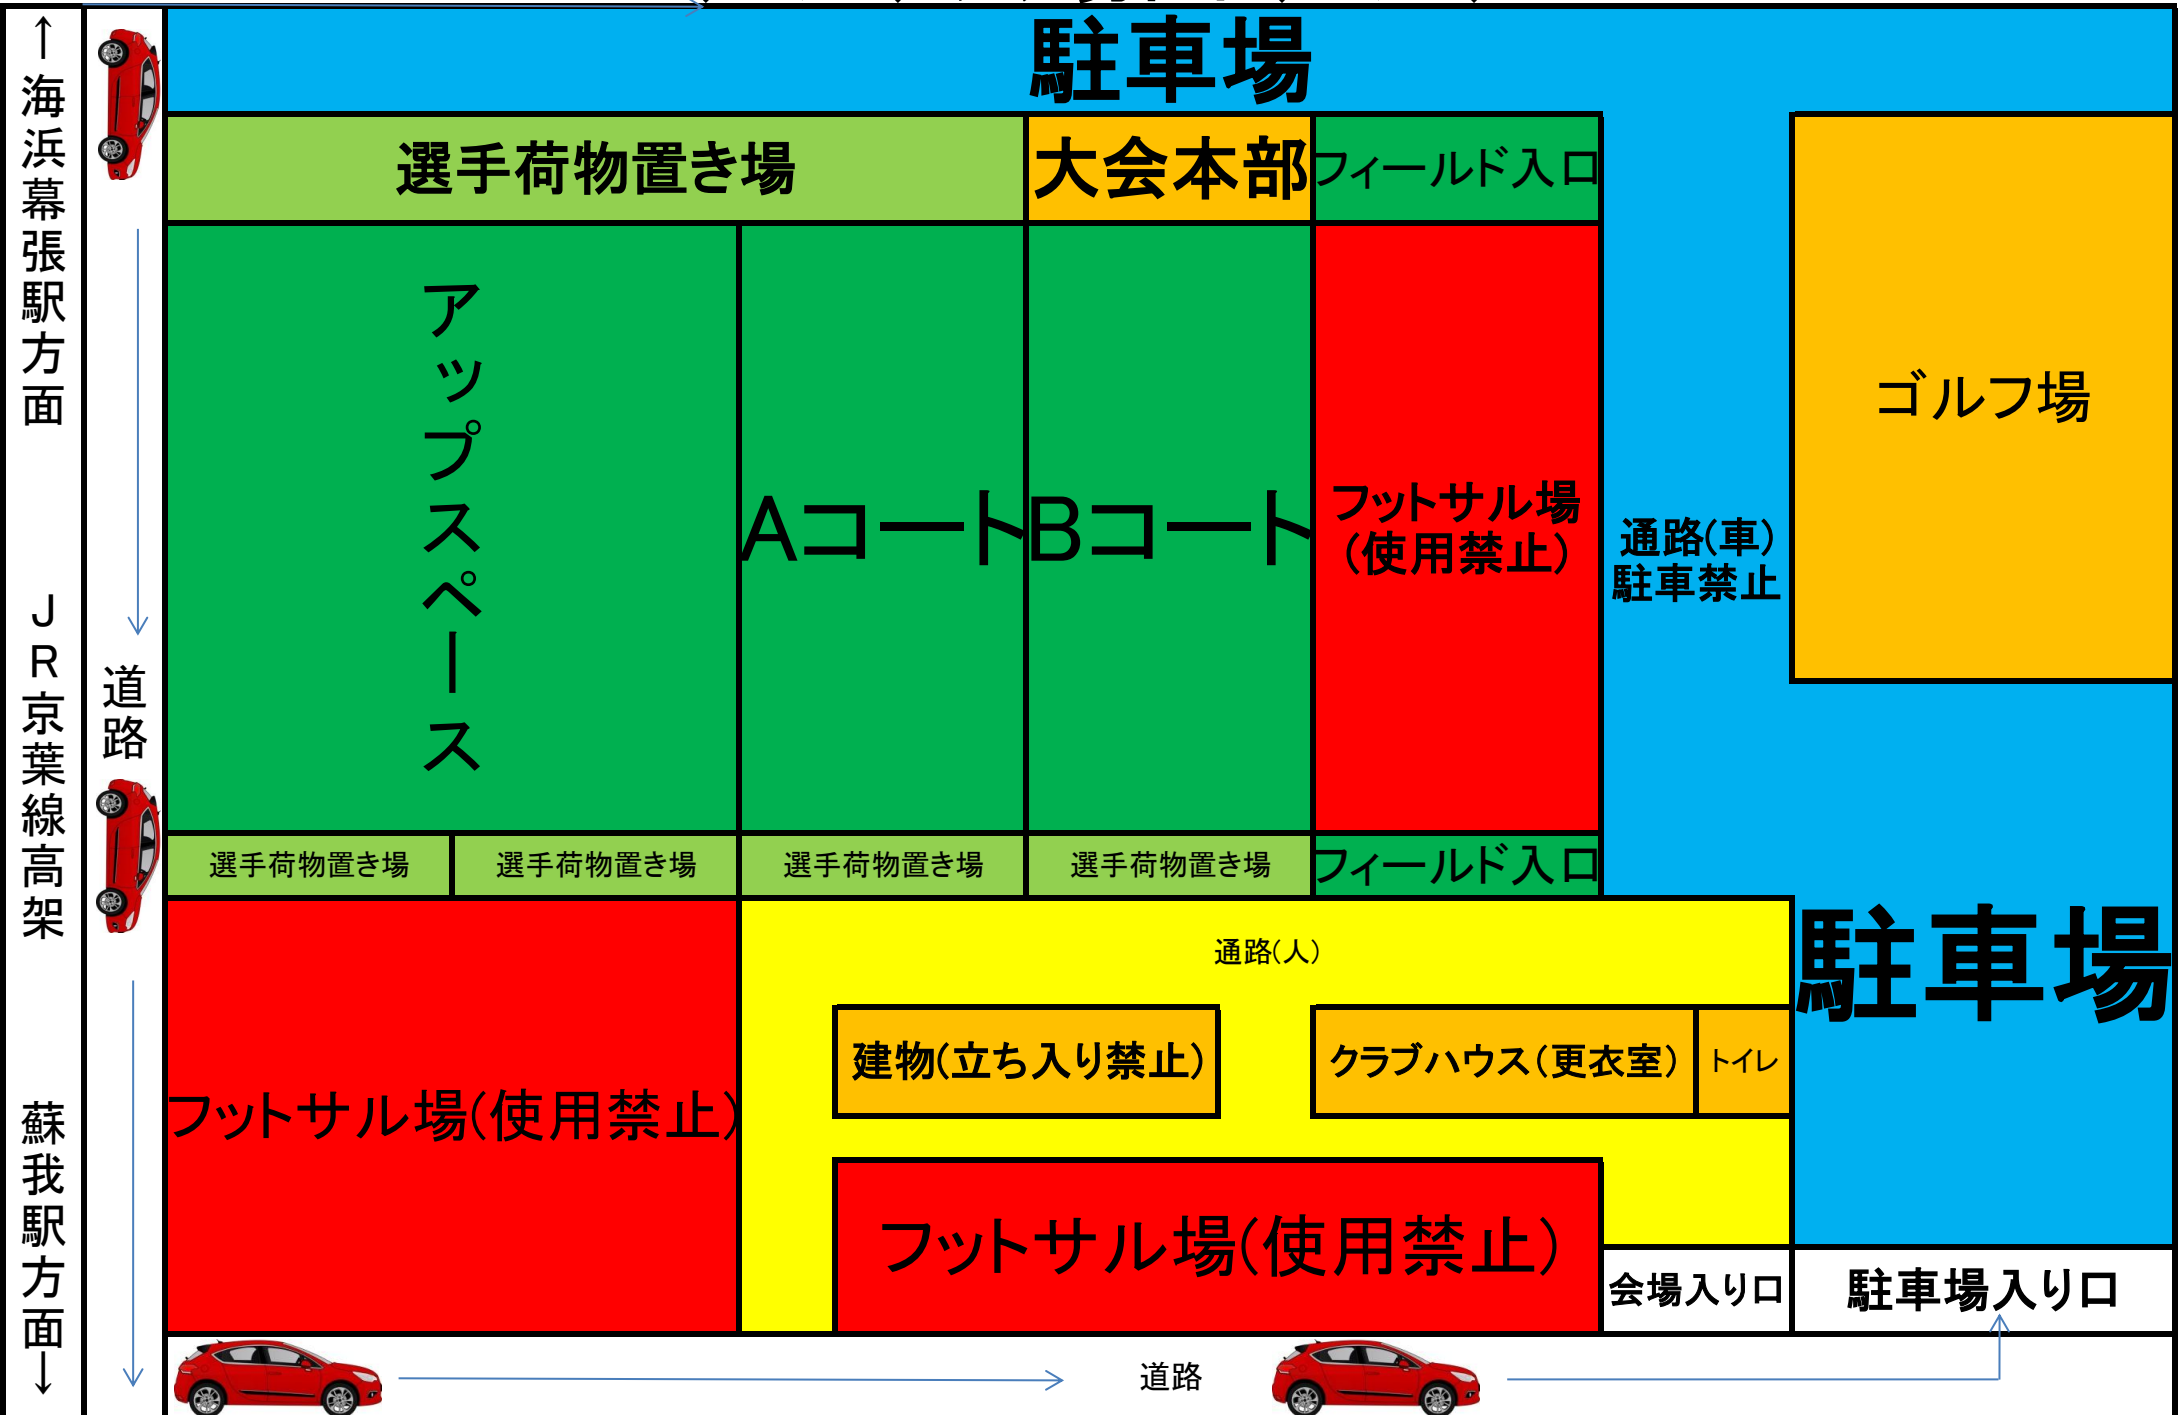 駐車場
↑海浜幕張駅方面
JR京葉線高架
蘇我駅方面↓
道路
選手荷物置き場
大会本部
フィールド入口
アップスペース
Aコート
Bコート
フットサル場
(使用禁止)
通路(車)
駐車禁止
ゴルフ場
選手荷物置き場
選手荷物置き場
選手荷物置き場
選手荷物置き場
フィールド入口
フットサル場(使用禁止)
通路(人)
駐車場
建物(立ち入り禁止)
クラブハウス(更衣室)
トイレ
フットサル場(使用禁止)
会場入り口
駐車場入り口
道路